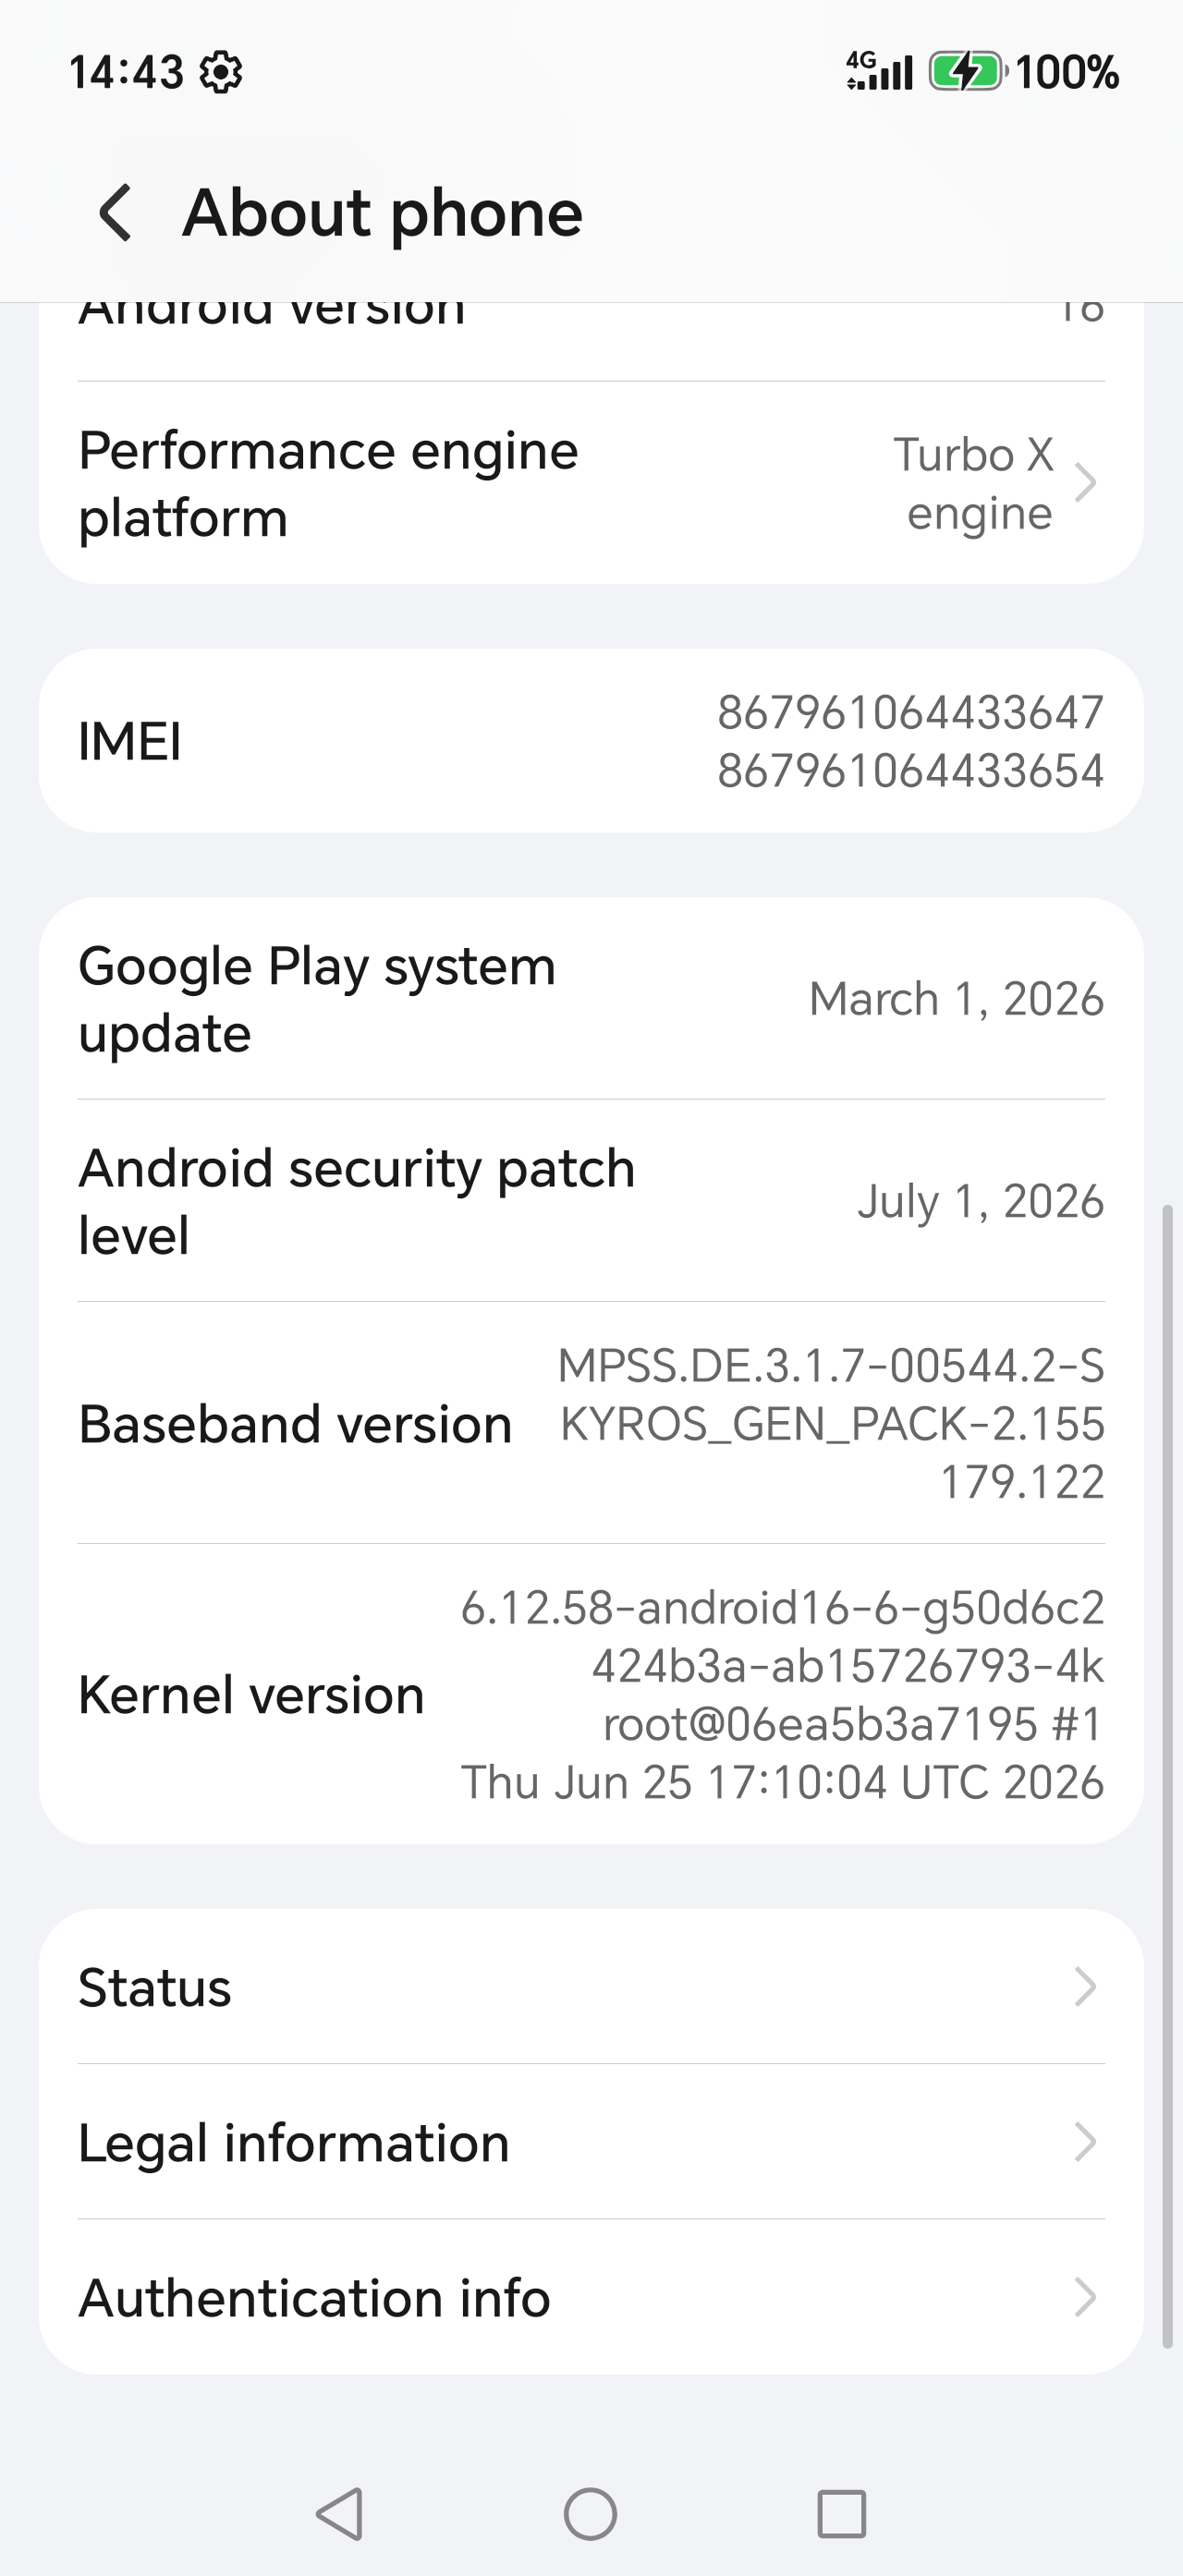 14:43
4G
100%
About phone
Android version
16
Performance engine
platform
Turbo X
engine
IMEI
867961064433647
867961064433654
Google Play system
update
March 1, 2026
Android security patch
level
July 1, 2026
Baseband version
MPSS.DE.3.1.7-00544.2-S
KYROS_GEN_PACK-2.155
179.122
Kernel version
6.12.58-android16-6-g50d6c2
424b3a-ab15726793-4k
root@06ea5b3a7195 #1
Thu Jun 25 17:10:04 UTC 2026
Status
Legal information
Authentication info